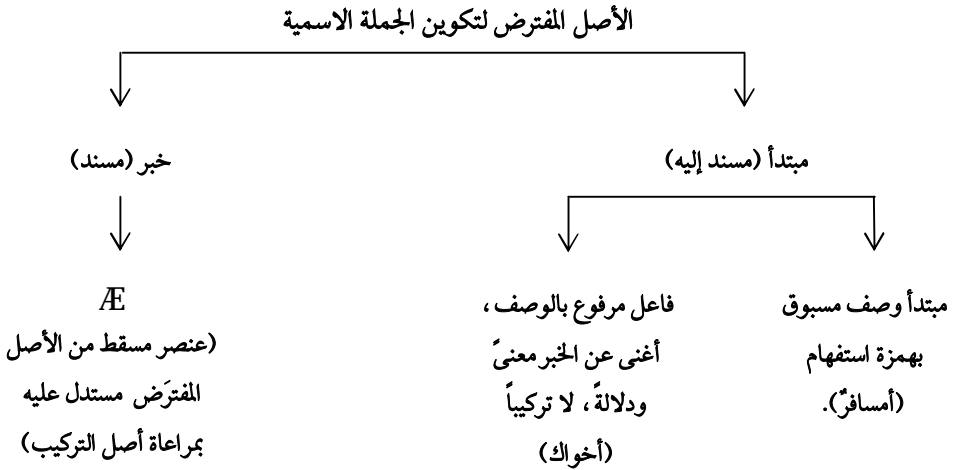 الأصل المفترض لتكوين الجملة الاسمية
مبتدأ (مسند إليه)
خبر (مسند)
مبتدأ وصف مسبوق
بهمزة استفهام
(أمسافرٌ).
فاعل مرفوع بالوصف،
أغنى عن الخبر معنىً
ودلالةً، لا تركيباً
(أخواك)
Æ
(عنصر مسقط من الأصل
المفترَض مستدل عليه
بمراعاة أصل التركيب)